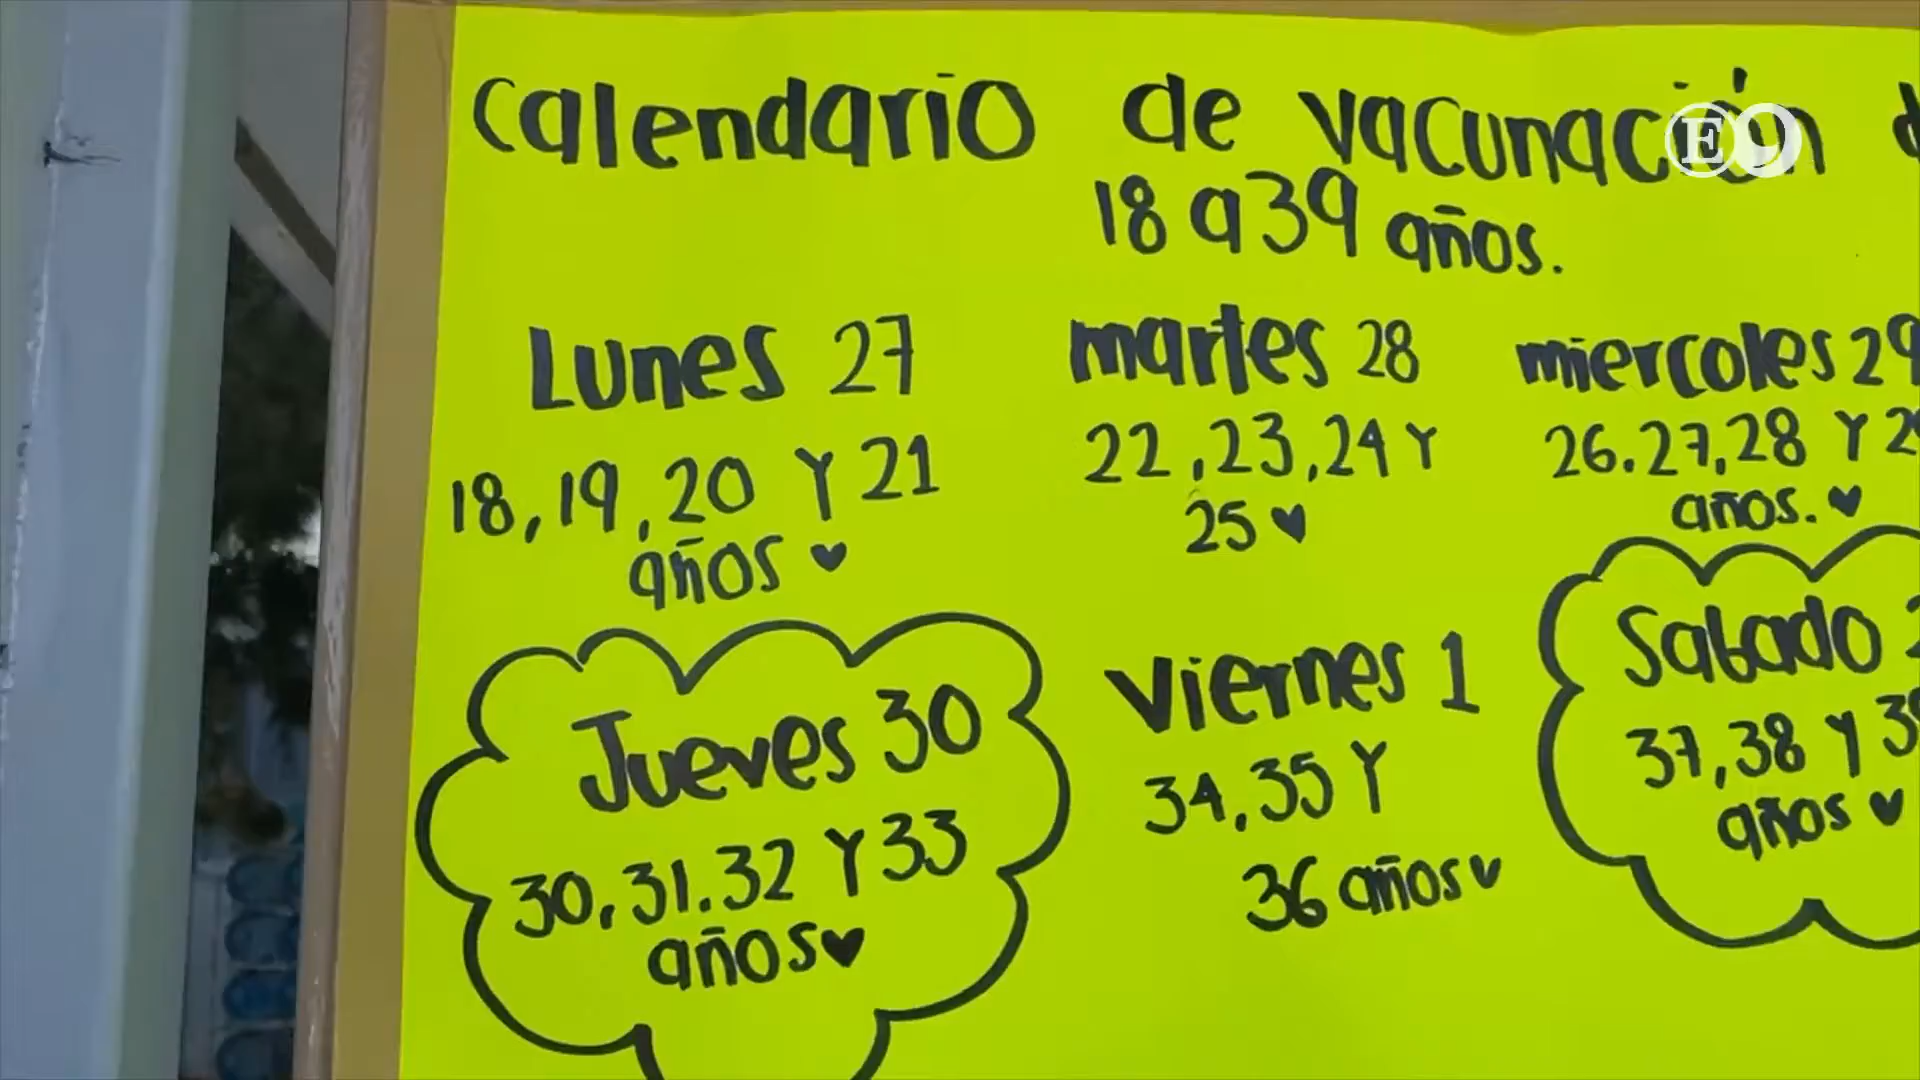 Calendario de vacunación
18 a 39 años.
Lunes 27
18, 19, 20 Y 21
años
martes 28
22, 23, 24 Y
25
miercoles 29
26. 27, 28 Y
años.
Jueves 30
30, 31. 32 Y 33
años
Viernes 1
34, 35 Y
36 años
Sabado
37, 38 Y
años
E9